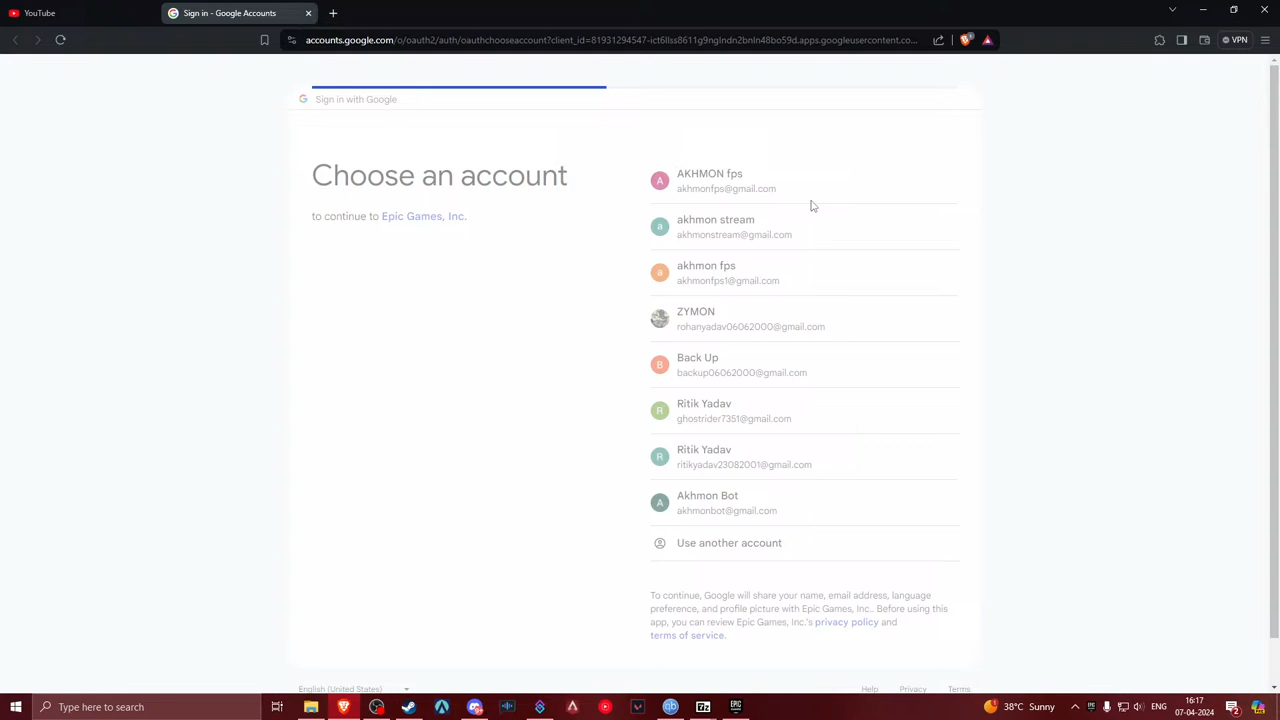 YouTube
Sign in - Google Accounts
accounts.google.com/o/oauth2/auth/oauthchooseaccount?client_id=81931294547-ict6llss8611g9nglndn2bnln48bo59d.apps.googleusercontent.co...
VPN
Sign in with Google
Choose an account
to continue to Epic Games, Inc.
A
AKHMON fps
akhmonfps@gmail.com
a
akhmon stream
akhmonstream@gmail.com
a
akhmon fps
akhmonfps1@gmail.com
ZYMON
rohanyadav06062000@gmail.com
B
Back Up
backup06062000@gmail.com
R
Ritik Yadav
ghostrider7351@gmail.com
R
Ritik Yadav
ritikyadav23082001@gmail.com
A
Akhmon Bot
akhmonbot@gmail.com
Use another account
To continue, Google will share your name, email address, language
preference, and profile picture with Epic Games, Inc.. Before using this
app, you can review Epic Games, Inc.'s privacy policy and
terms of service.
English (United States)
Help Privacy Terms
Type here to search
38°C Sunny
ENG
16:17
07-04-2024
2